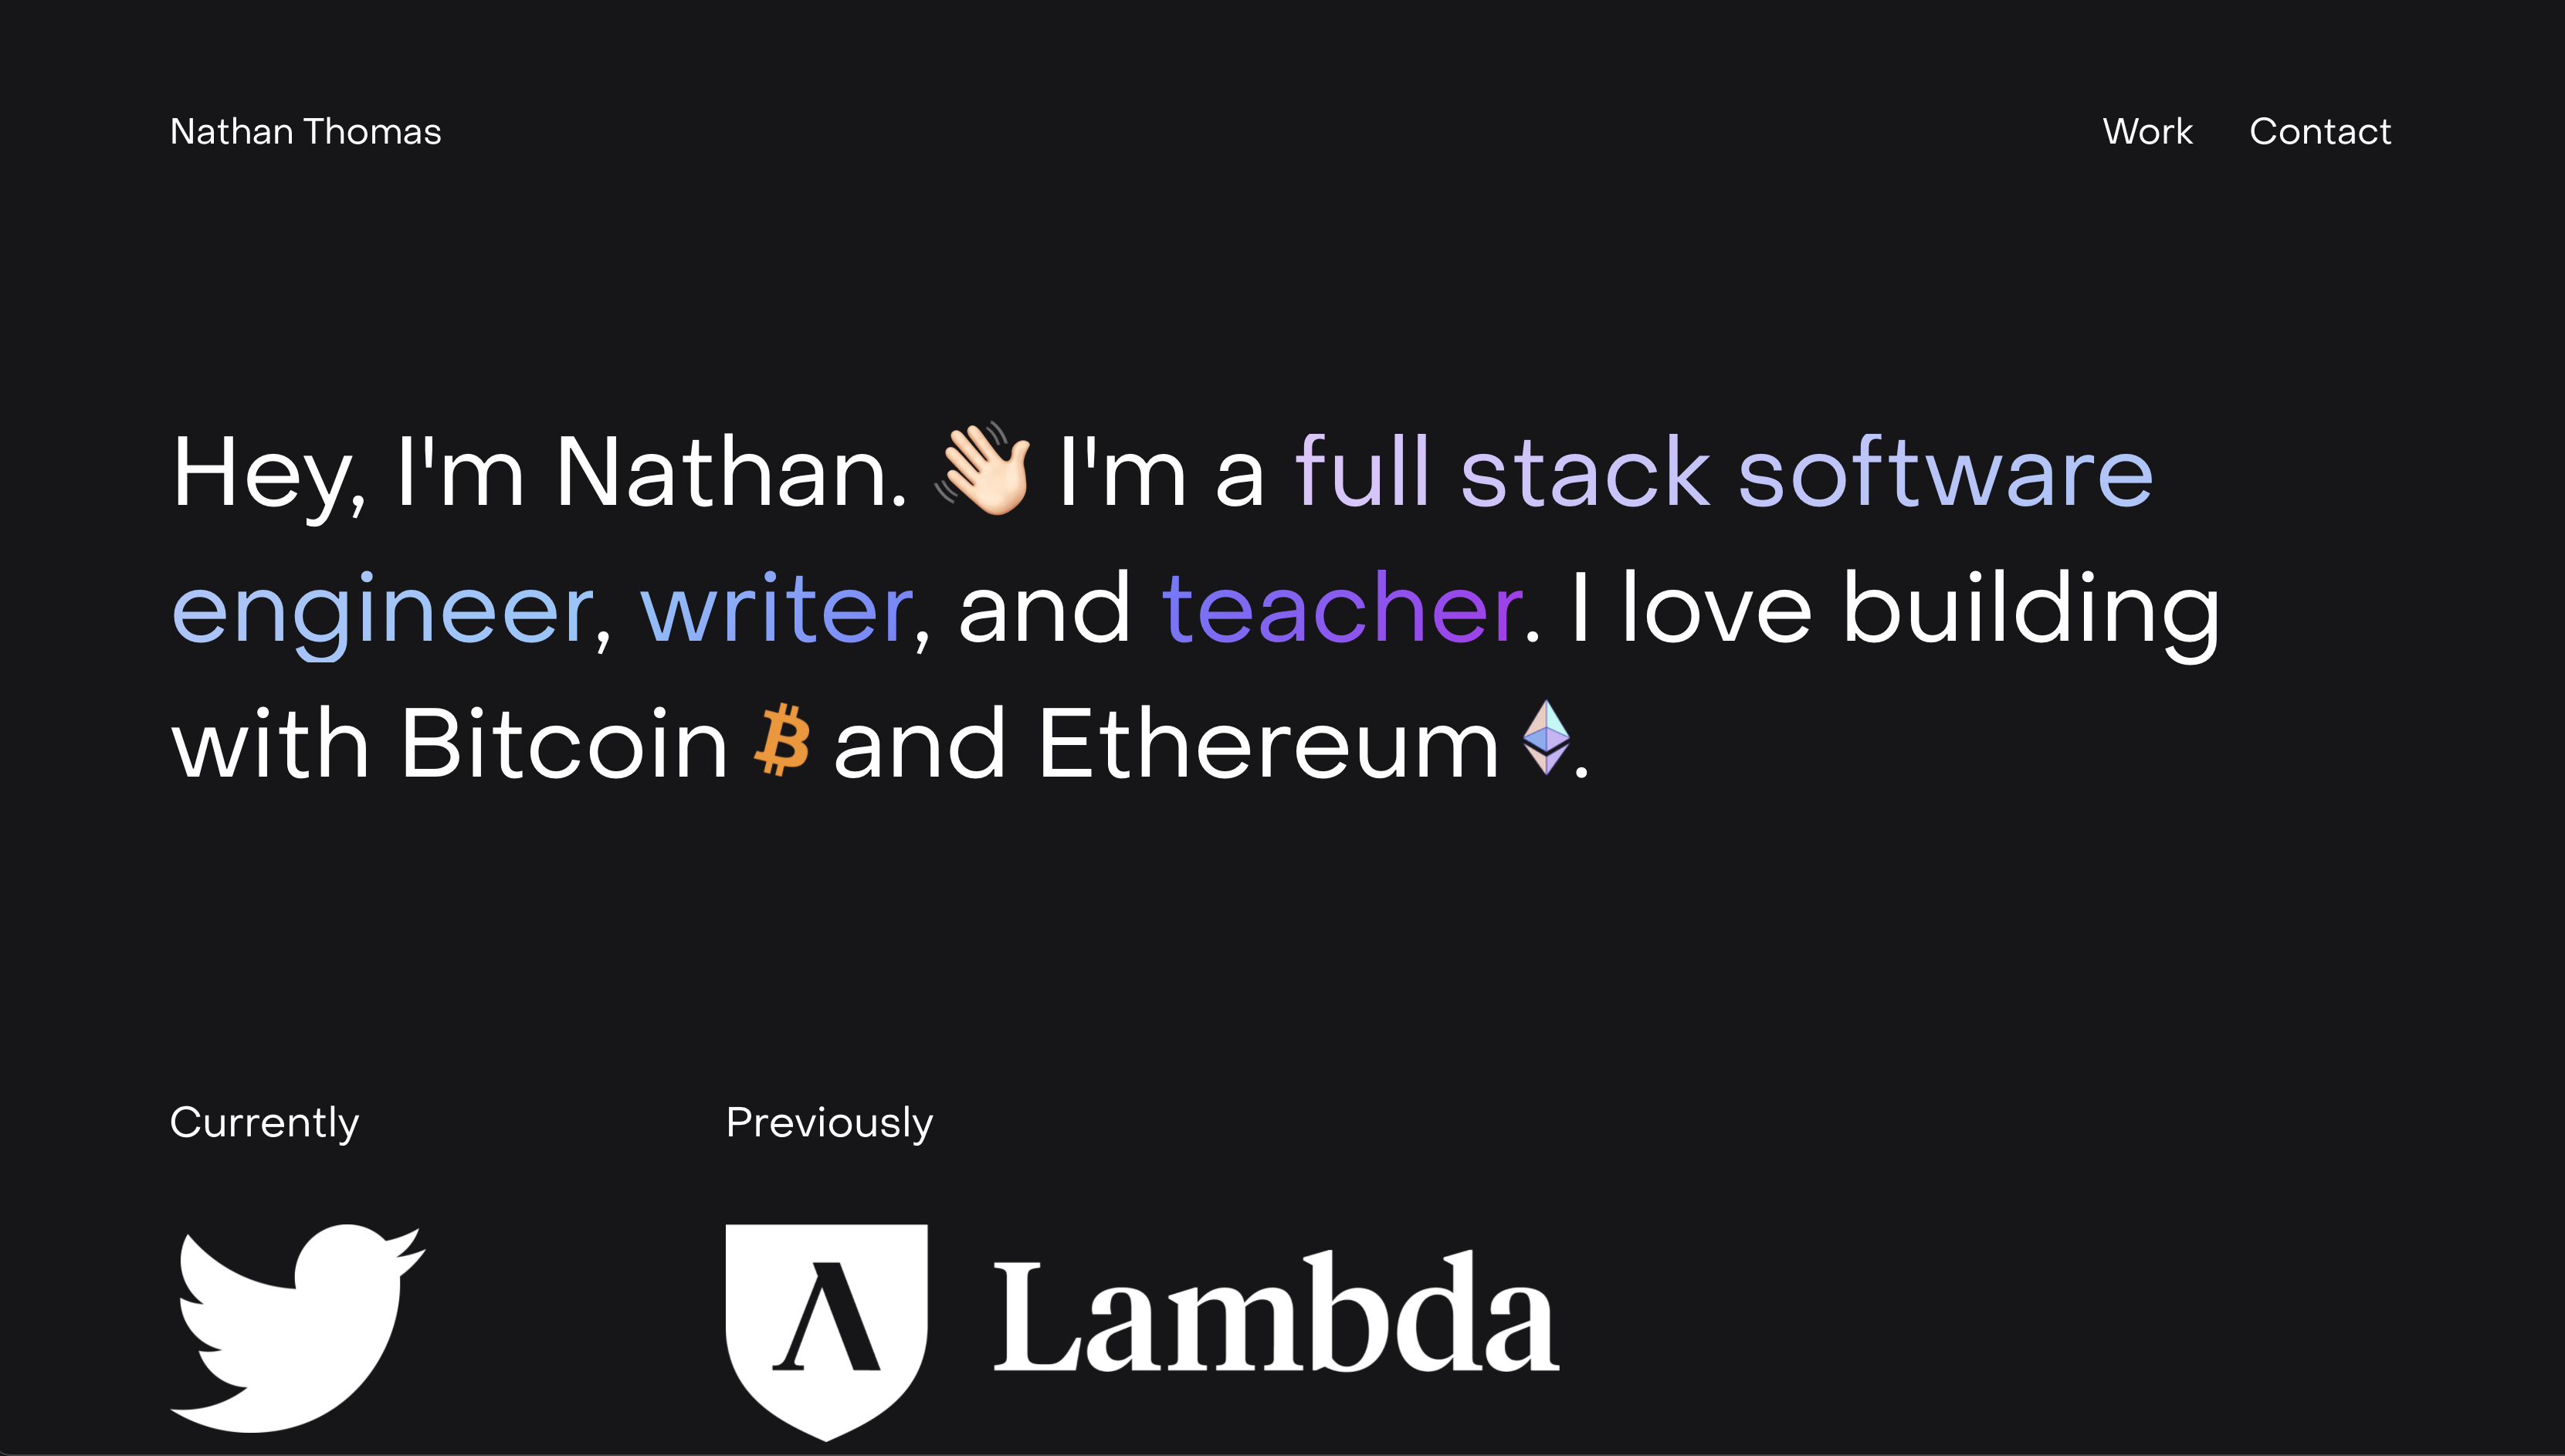 Nathan Thomas
Work
Contact
Hey, I'm Nathan. 👋🏻 I'm a full stack software
engineer, writer, and teacher. I love building
with Bitcoin and Ethereum .
Currently
Previously
Lambda